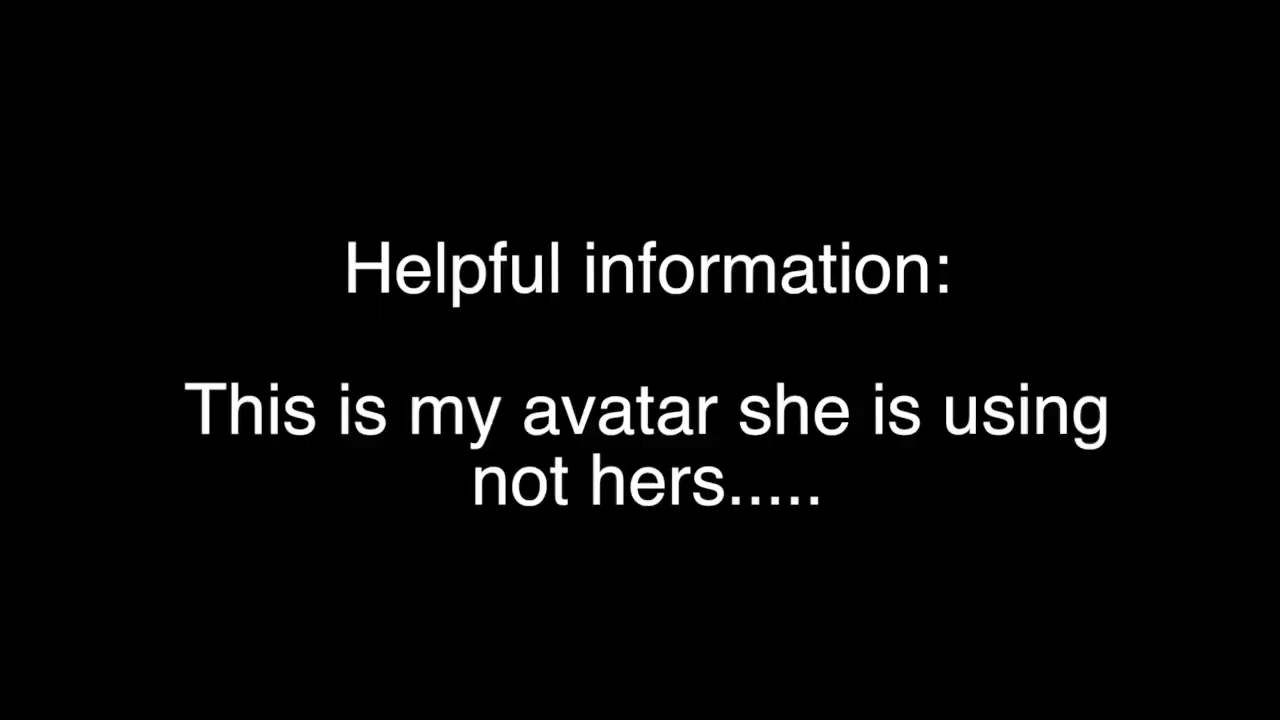 Helpful information:
This is my avatar she is using
not hers.....